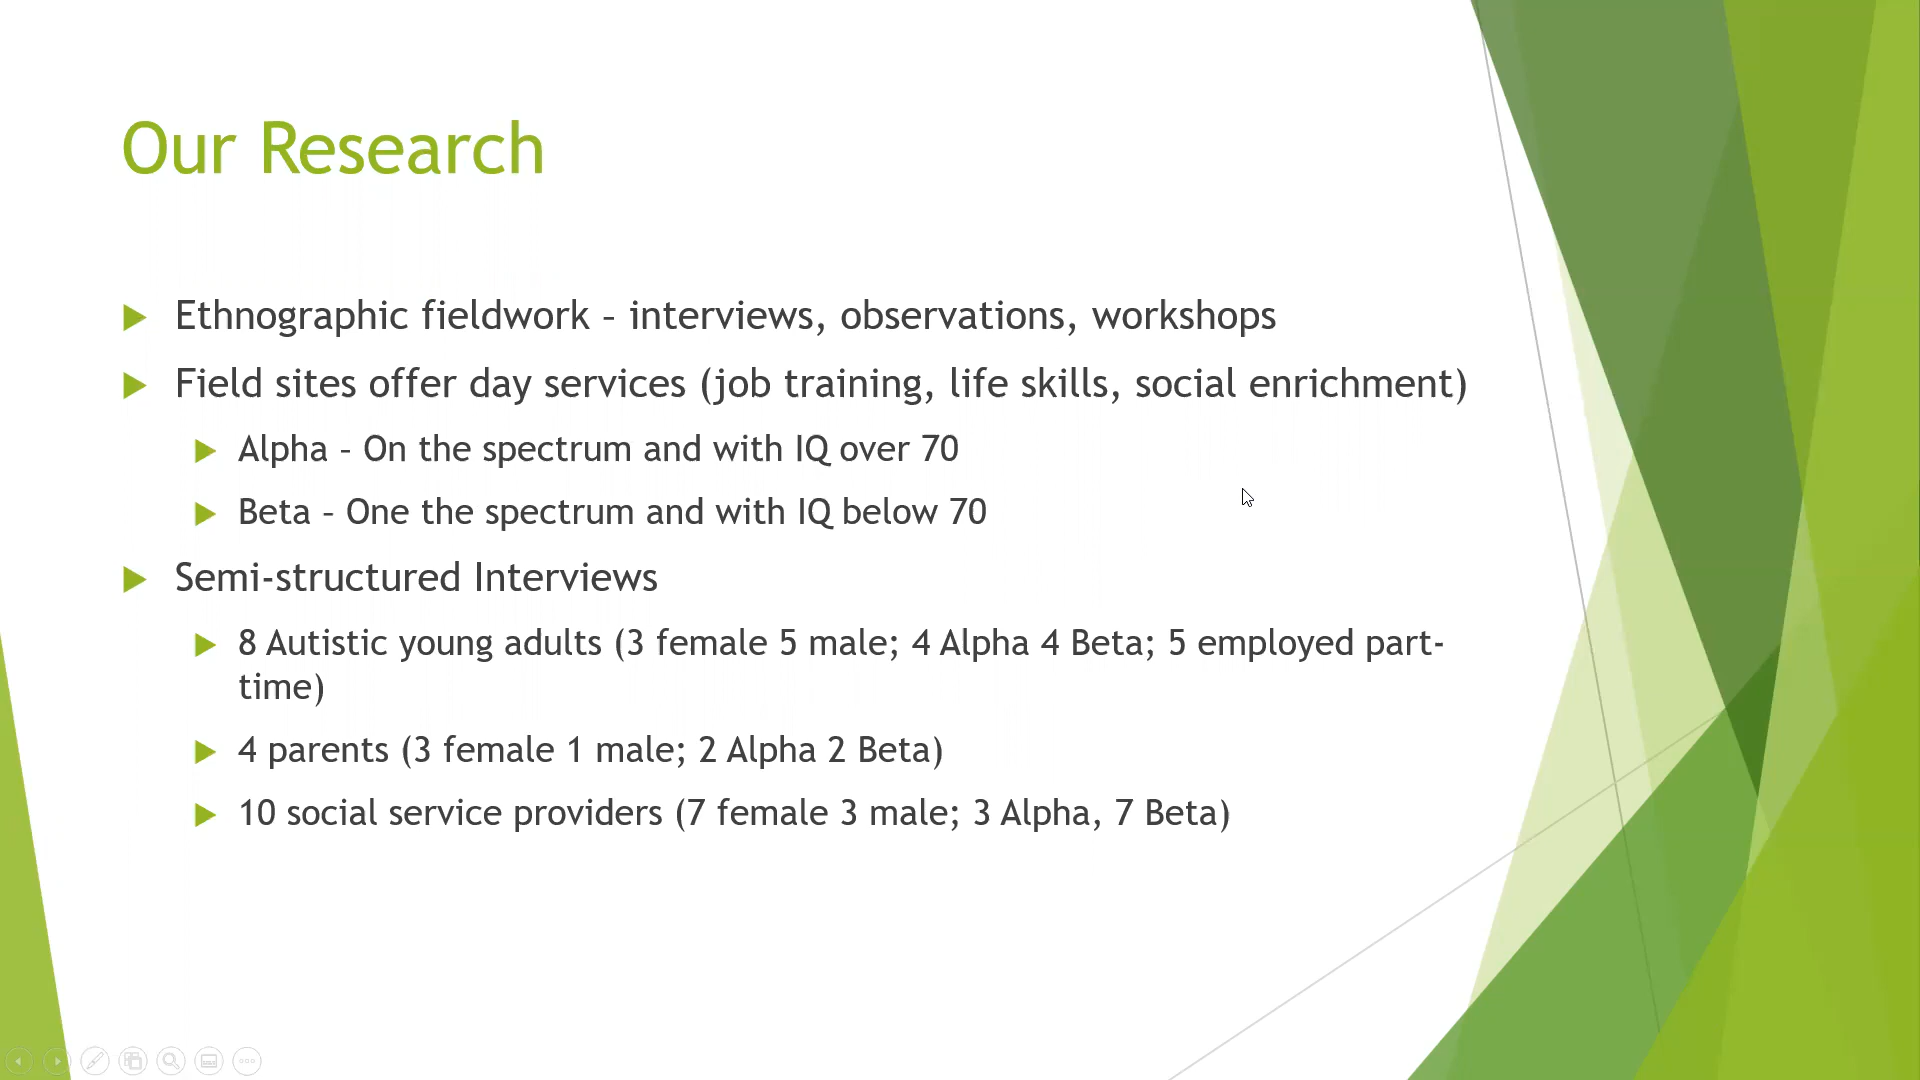 Our Research
Ethnographic fieldwork – interviews, observations, workshops
Field sites offer day services (job training, life skills, social enrichment)
Alpha – On the spectrum and with IQ over 70
Beta – One the spectrum and with IQ below 70
Semi-structured Interviews
8 Autistic young adults (3 female 5 male; 4 Alpha 4 Beta; 5 employed part-
time)
4 parents (3 female 1 male; 2 Alpha 2 Beta)
10 social service providers (7 female 3 male; 3 Alpha, 7 Beta)